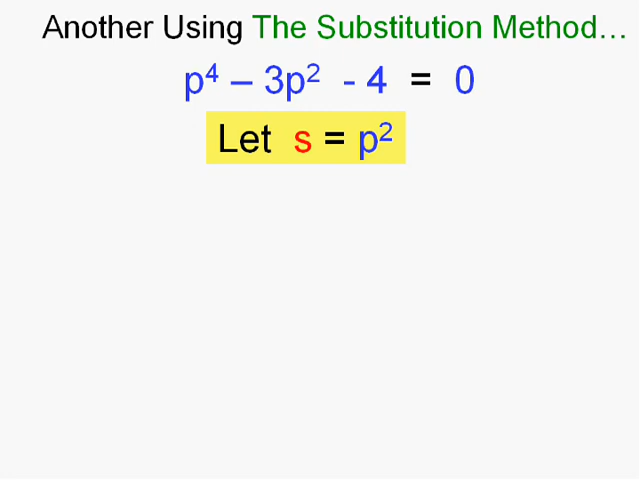 Another Using The Substitution Method...
p⁴ – 3p² - 4 = 0
Let s = p²